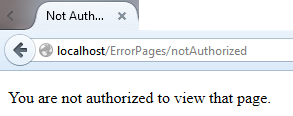 Not Auth...
localhost/ErrorPages/notAuthorized
You are not authorized to view that page.